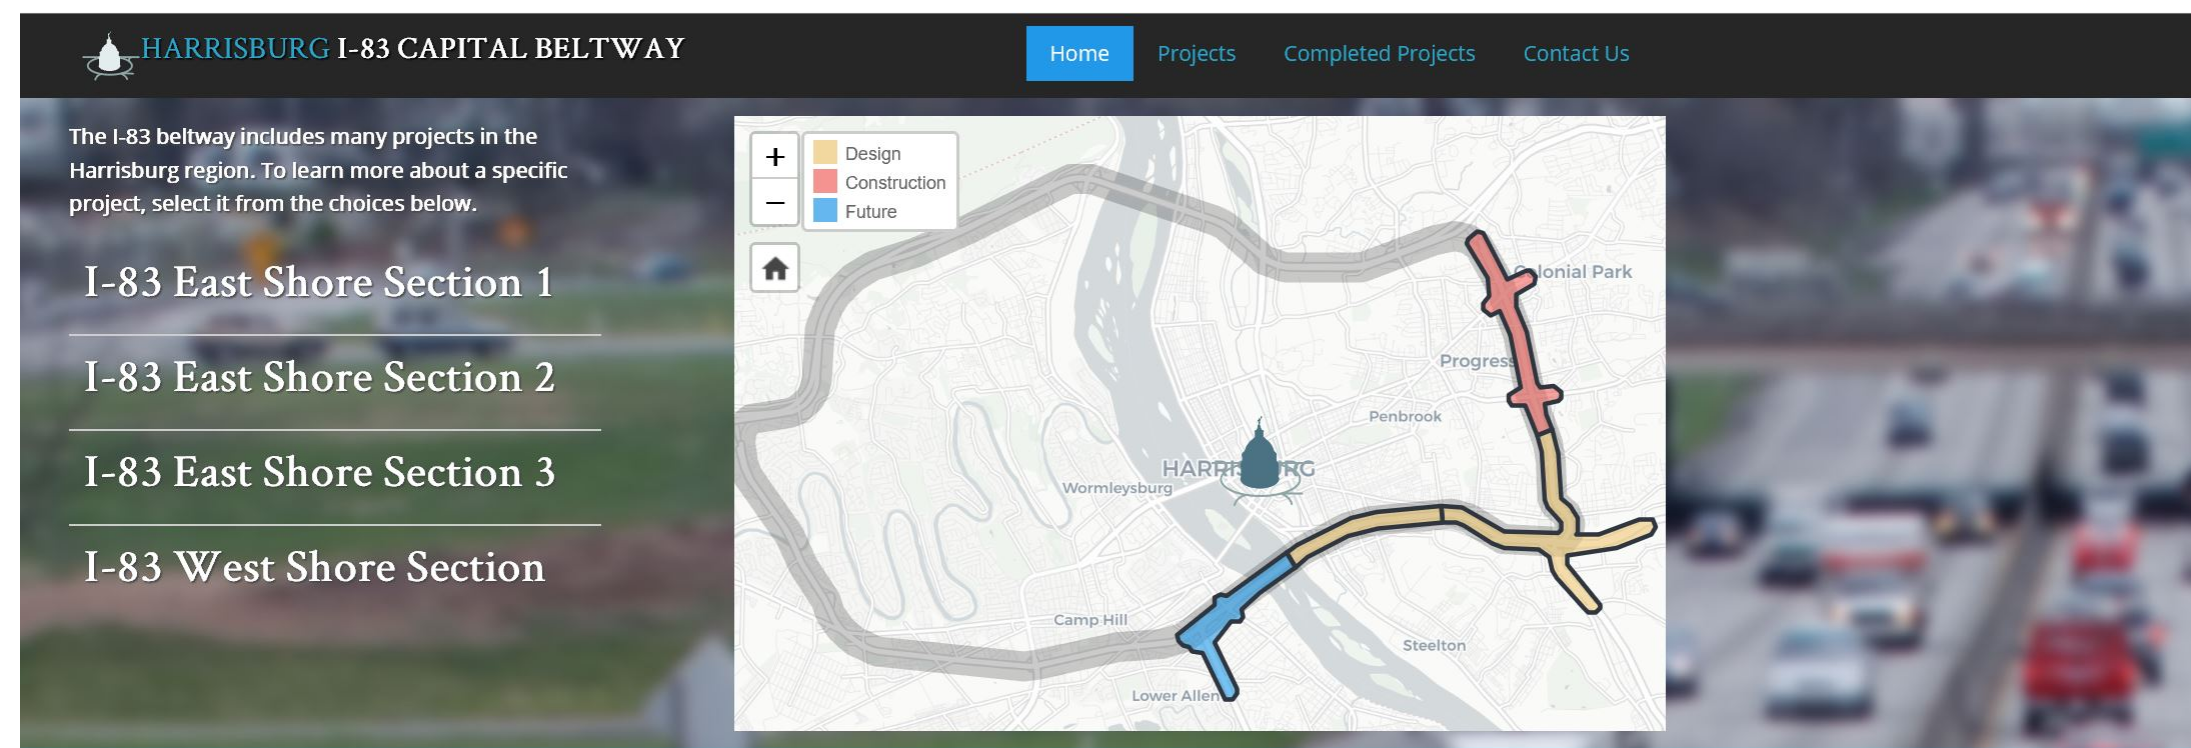 HARRISBURG I-83 CAPITAL BELTWAY
Home Projects Completed Projects Contact Us
The I-83 beltway includes many projects in the
Harrisburg region. To learn more about a specific
project, select it from the choices below.
I-83 East Shore Section 1
I-83 East Shore Section 2
I-83 East Shore Section 3
I-83 West Shore Section
+
−
Design
Construction
Future
Colonial Park
Progress
Penbrook
HARRISBURG
Wormleysburg
Camp Hill
Steelton
Lower Allen